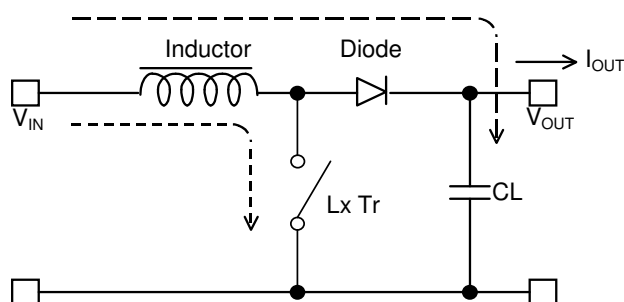 Inductor
Diode
I_OUT
V_IN
V_OUT
Lx Tr
CL